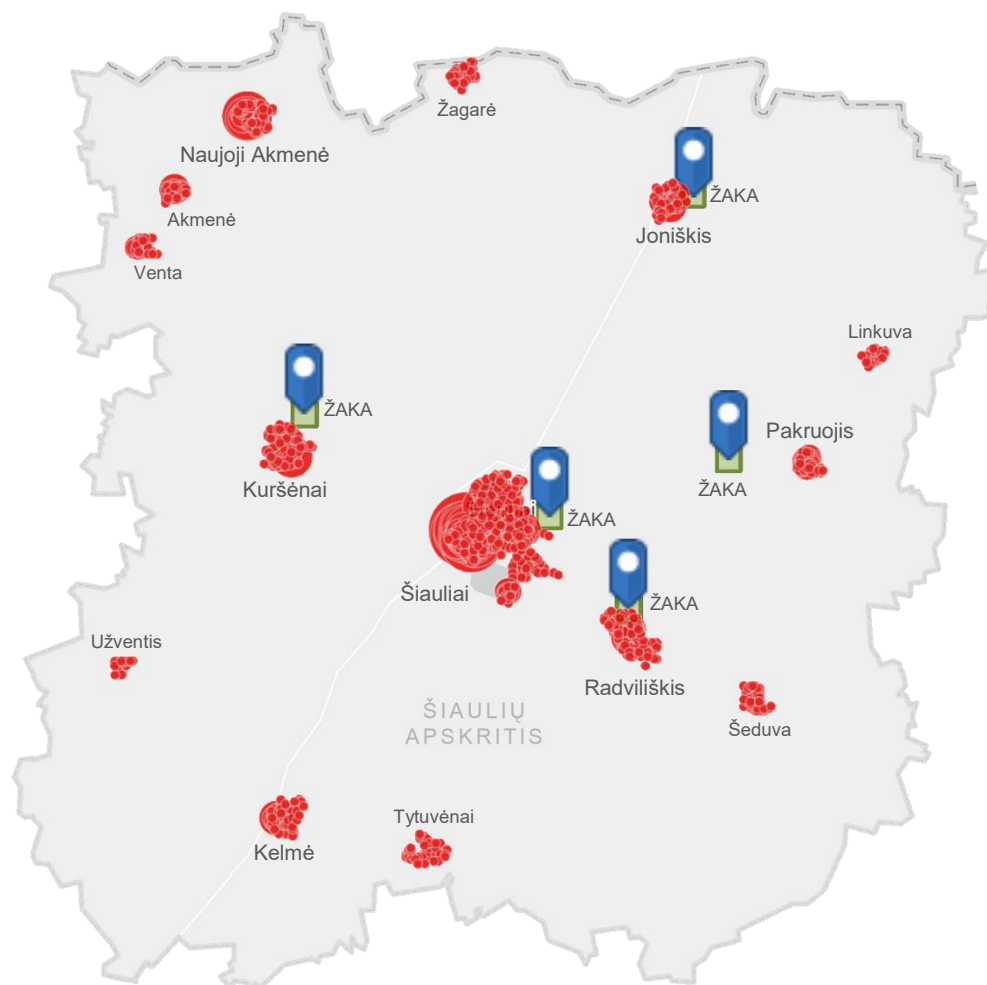 Žagarė
Naujoji Akmenė
ŽAKA
Akmenė
Joniškis
Venta
Linkuva
ŽAKA
Pakruojis
Kuršėnai
ŽAKA
ŽAKA
Šiauliai
ŽAKA
Užventis
Radviliškis
ŠIAULIŲ
APSKRITIS
Šeduva
Tytuvėnai
Kelmė